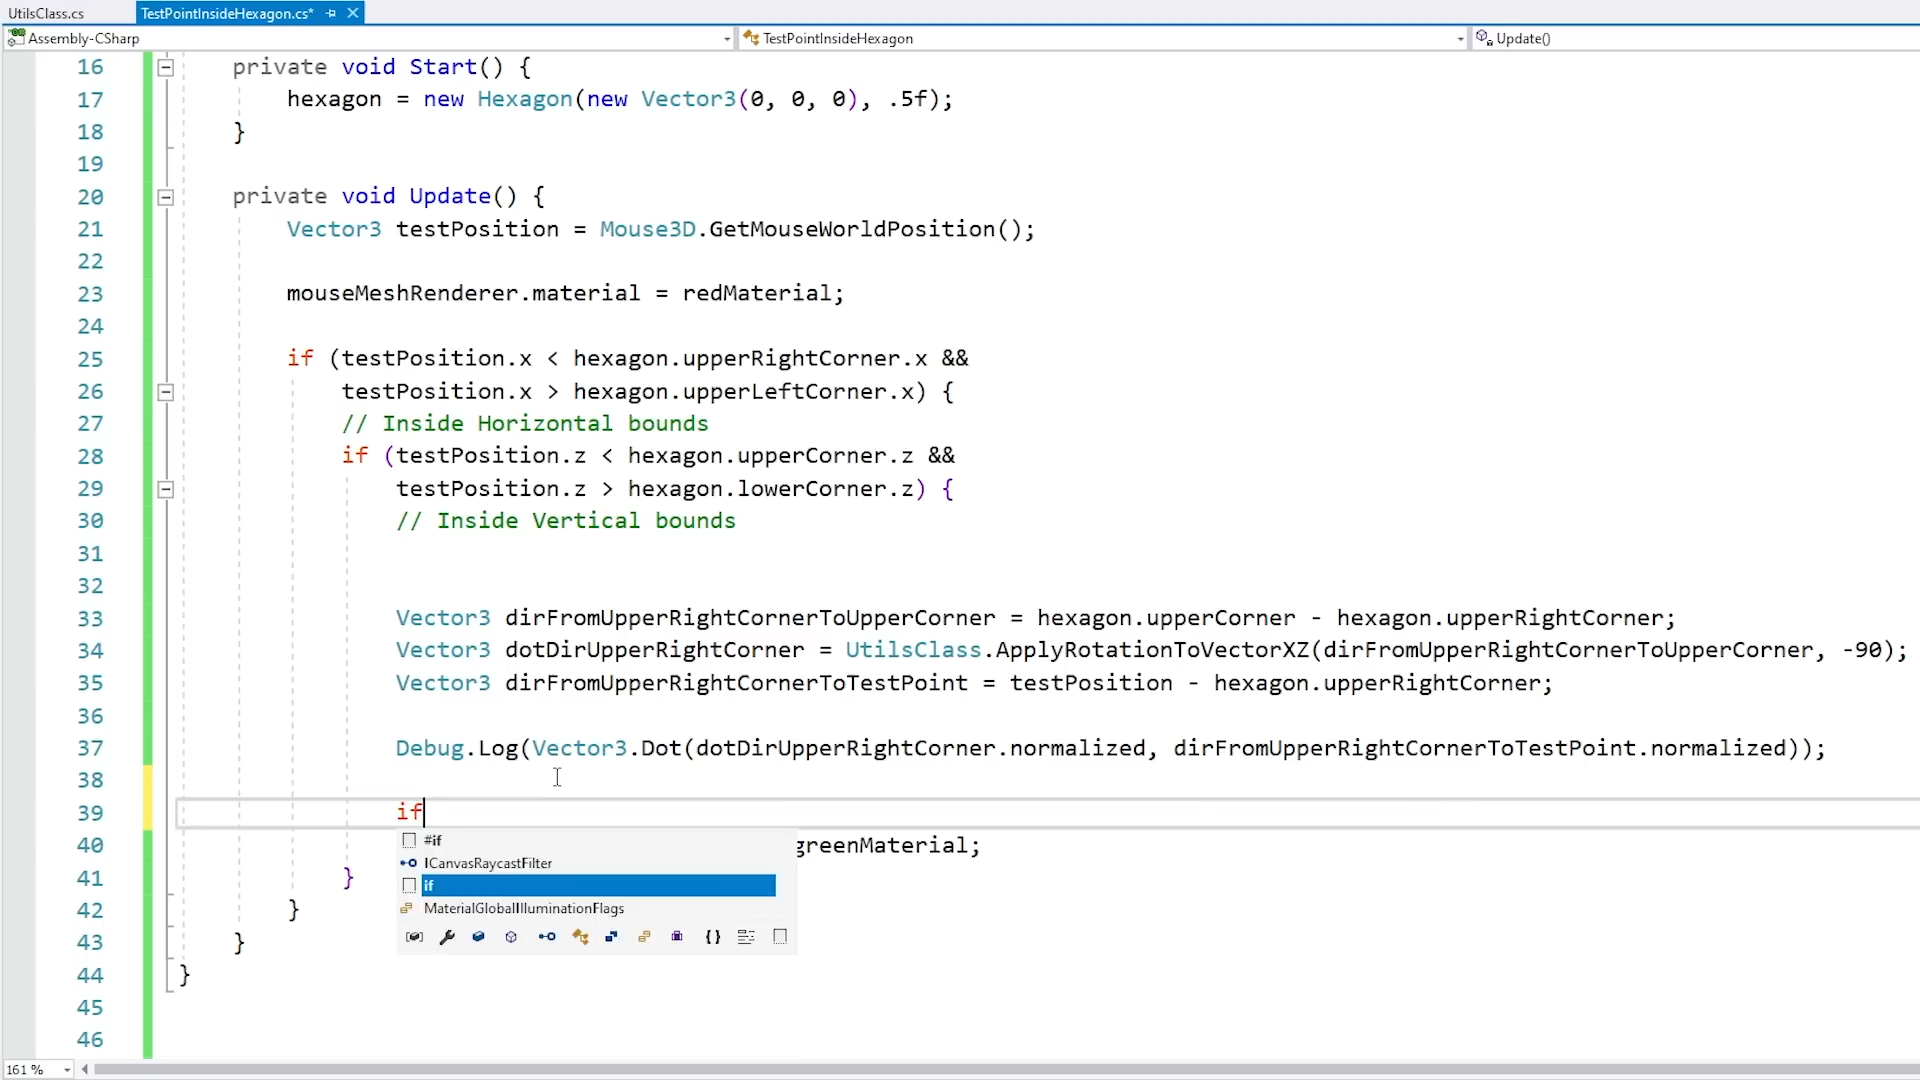 UtilsClass.cs TestPointInsideHexagon.cs*
Assembly-CSharp TestPointInsideHexagon Update()
16 private void Start() {
17 hexagon = new Hexagon(new Vector3(0, 0, 0), .5f);
18 }
19
20 private void Update() {
21 Vector3 testPosition = Mouse3D.GetMouseWorldPosition();
22
23 mouseMeshRenderer.material = redMaterial;
24
25 if (testPosition.x < hexagon.upperRightCorner.x &&
26 testPosition.x > hexagon.upperLeftCorner.x) {
27 // Inside Horizontal bounds
28 if (testPosition.z < hexagon.upperCorner.z &&
29 testPosition.z > hexagon.lowerCorner.z) {
30 // Inside Vertical bounds
31
32
33 Vector3 dirFromUpperRightCornerToUpperCorner = hexagon.upperCorner - hexagon.upperRightCorner;
34 Vector3 dotDirUpperRightCorner = UtilsClass.ApplyRotationToVectorXZ(dirFromUpperRightCornerToUpperCorner, -90);
35 Vector3 dirFromUpperRightCornerToTestPoint = testPosition - hexagon.upperRightCorner;
36
37 Debug.Log(Vector3.Dot(dotDirUpperRightCorner.normalized, dirFromUpperRightCornerToTestPoint.normalized));
38
39 if
#if
40 greenMaterial;
ICanvasRaycastFilter
41 }
if
42 }
MaterialGlobalIlluminationFlags
43 }
44 }
45
46
161 %